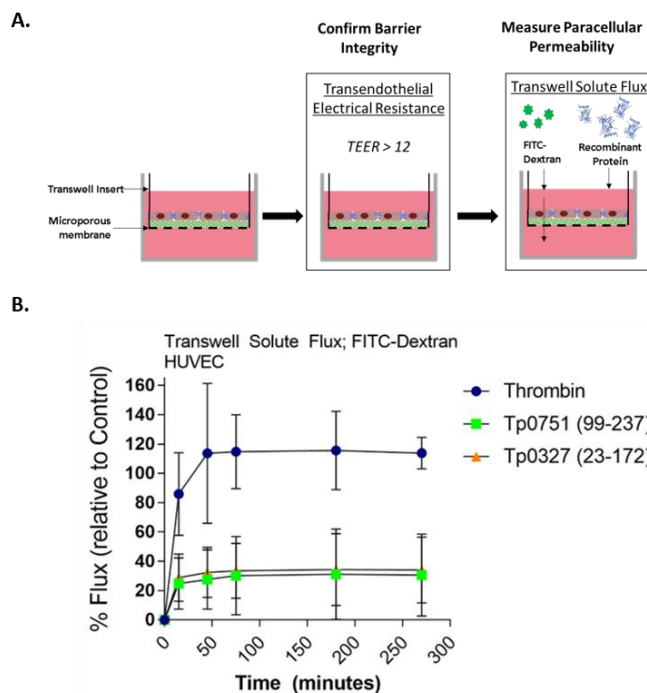 A.
Confirm Barrier
Integrity
Measure Paracellular
Permeability
Transendothelial
Electrical Resistance
TEER > 12
Transwell Solute Flux
FITC-
Dextran
Recombinant
Protein
Transwell Insert
Microporous
membrane
B.
Transwell Solute Flux; FITC-Dextran
HUVEC
% Flux (relative to Control)
160
140
120
100
80
60
40
20
0
0
50
100
150
200
250
300
Time (minutes)
Thrombin
Tp0751 (99-237)
Tp0327 (23-172)